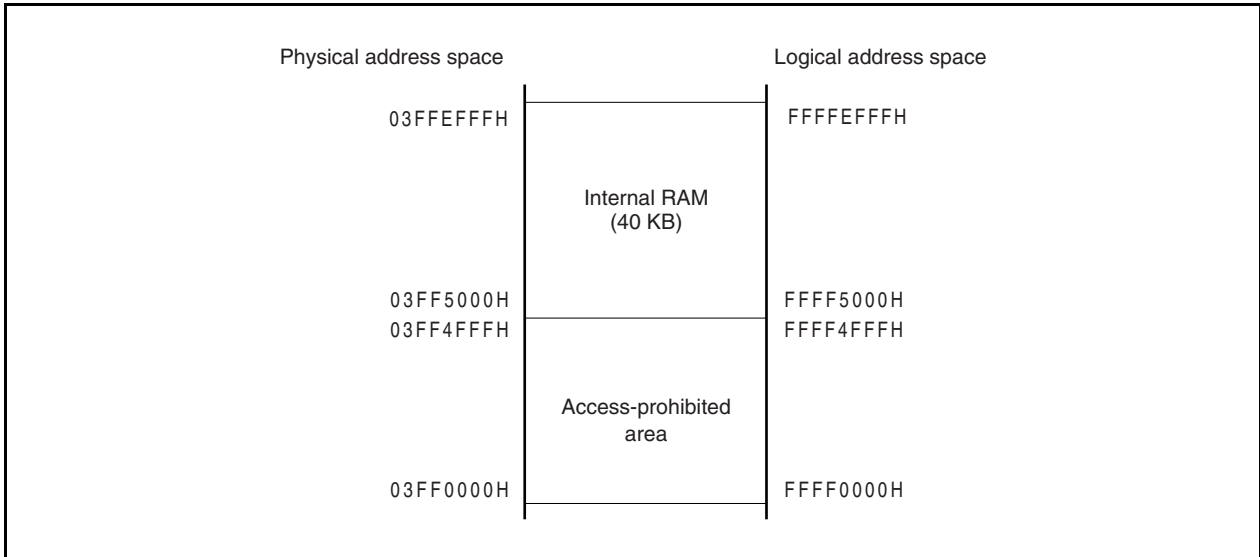 Physical address space Logical address space
03FFEFFFH FFFFEFFFH
Internal RAM
(40 KB)
03FF5000H FFFF5000H
03FF4FFFH FFFF4FFFH
Access-prohibited
area
03FF0000H FFFF0000H